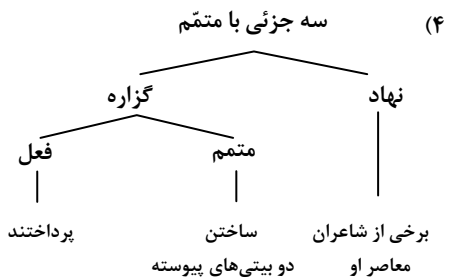 ۴) سه جزئی با متمّم
نهاد گزاره
متمم فعل
برخی از شاعران ساختن پرداختند
معاصر او دو بیتی‌های پیوسته